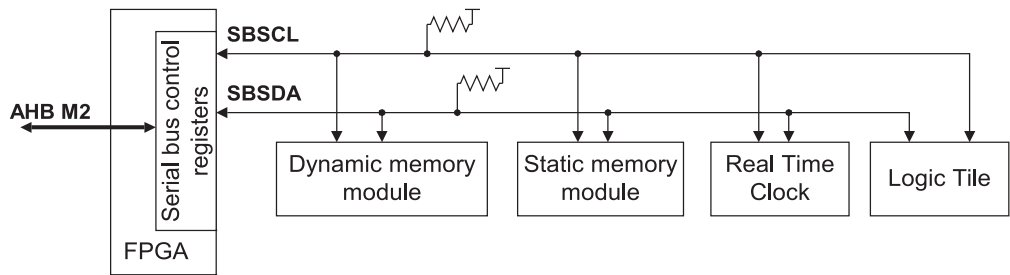 SBSCL
SBSDA
AHB M2
Serial bus control
registers
FPGA
Dynamic memory
module
Static memory
module
Real Time
Clock
Logic Tile